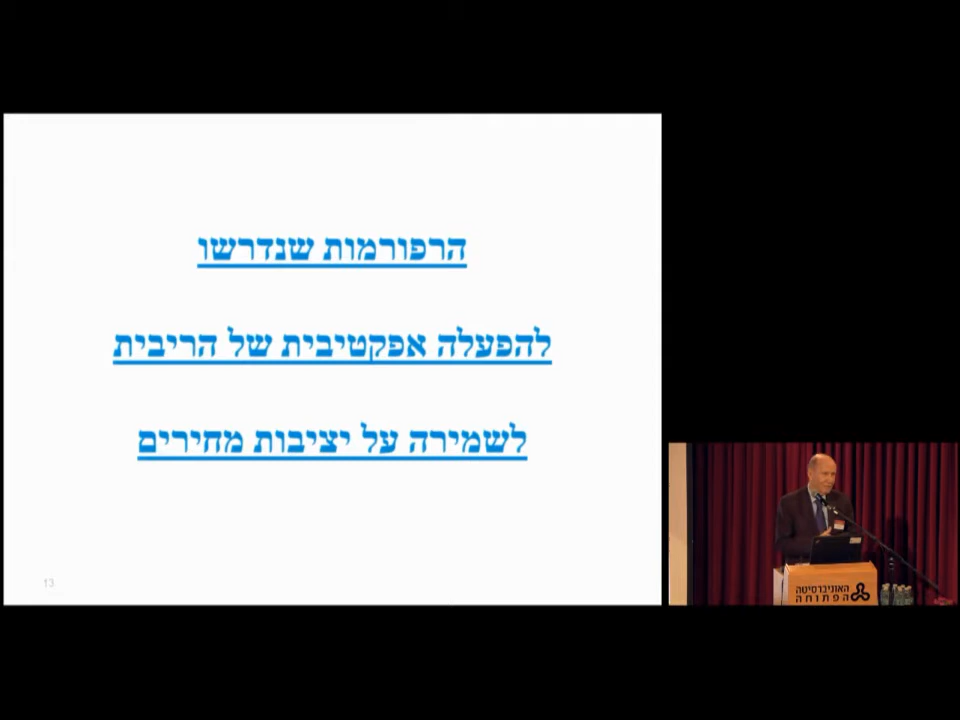 הרפורמות שנדרשו
להפעלה אפקטיבית של הריבית
לשמירה על יציבות מחירים
13
האוניברסיטה
הפתוחה